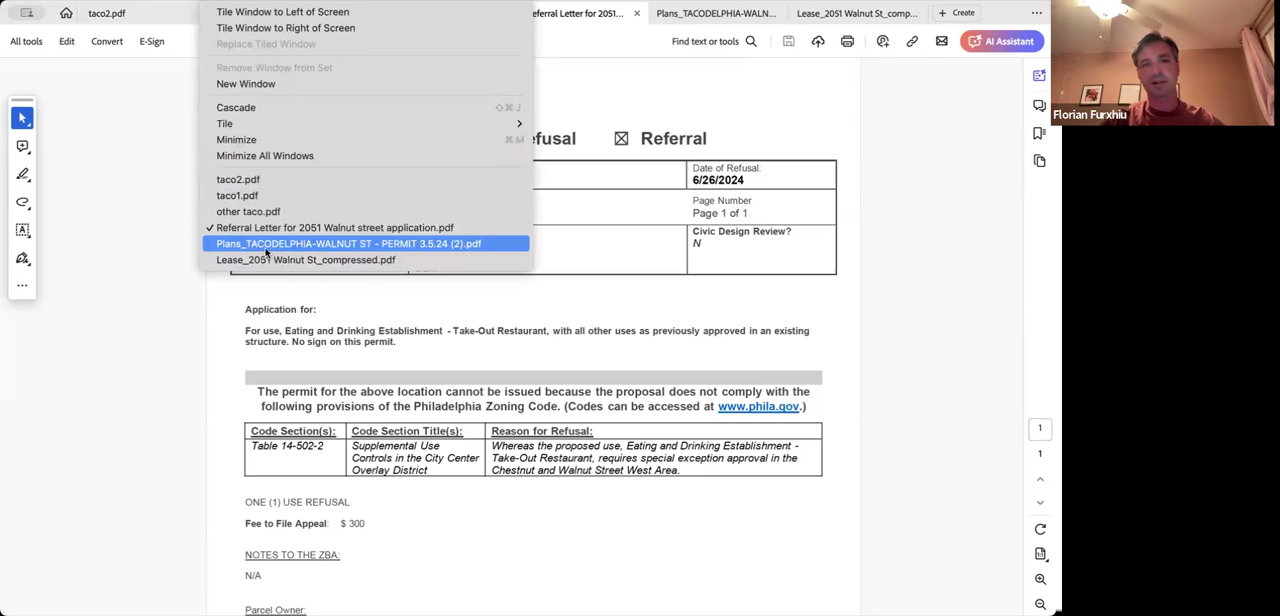 taco2.pdf
eferral Letter for 2051...
Plans_TACODELPHIA-WALN...
Lease_2051 Walnut St_comp...
Create
All tools
Edit
Convert
E-Sign
Find text or tools
AI Assistant
Tile Window to Left of Screen
Tile Window to Right of Screen
Replace Tiled Window
Remove Window from Set
New Window
Cascade
⇧⌘J
Tile
Minimize
⌘M
Minimize All Windows
taco2.pdf
taco1.pdf
other taco.pdf
Referral Letter for 2051 Walnut street application.pdf
Plans_TACODELPHIA-WALNUT ST - PERMIT 3.5.24 (2).pdf
Lease_2051 Walnut St_compressed.pdf
Florian Furxhiu
efusal ☒ Referral
Date of Refusal:
6/26/2024
Page Number
Page 1 of 1
Civic Design Review?
N
Application for:
For use, Eating and Drinking Establishment - Take-Out Restaurant, with all other uses as previously approved in an existing
structure. No sign on this permit.
The permit for the above location cannot be issued because the proposal does not comply with the
following provisions of the Philadelphia Zoning Code. (Codes can be accessed at www.phila.gov.)
Code Section(s): Code Section Title(s): Reason for Refusal:
Table 14-502-2 Supplemental Use Whereas the proposed use, Eating and Drinking Establishment -
Controls in the City Center Take-Out Restaurant, requires special exception approval in the
Overlay District Chestnut and Walnut Street West Area.
ONE (1) USE REFUSAL
Fee to File Appeal: $ 300
NOTES TO THE ZBA:
N/A
Parcel Owner:
1
1